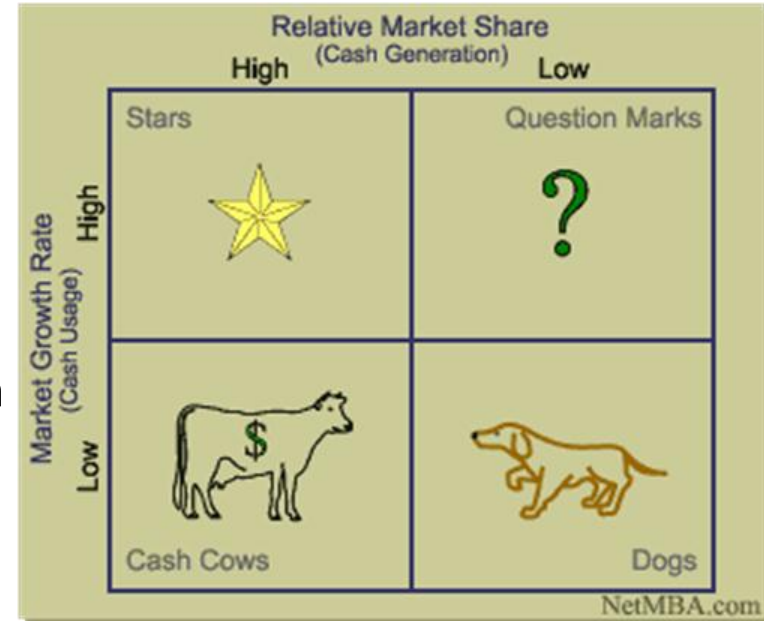 Relative Market Share
(Cash Generation)
High
Low
Stars
Question Marks
?
Market Growth Rate
(Cash Usage)
High
Low
$
Cash Cows
Dogs
NetMBA.com